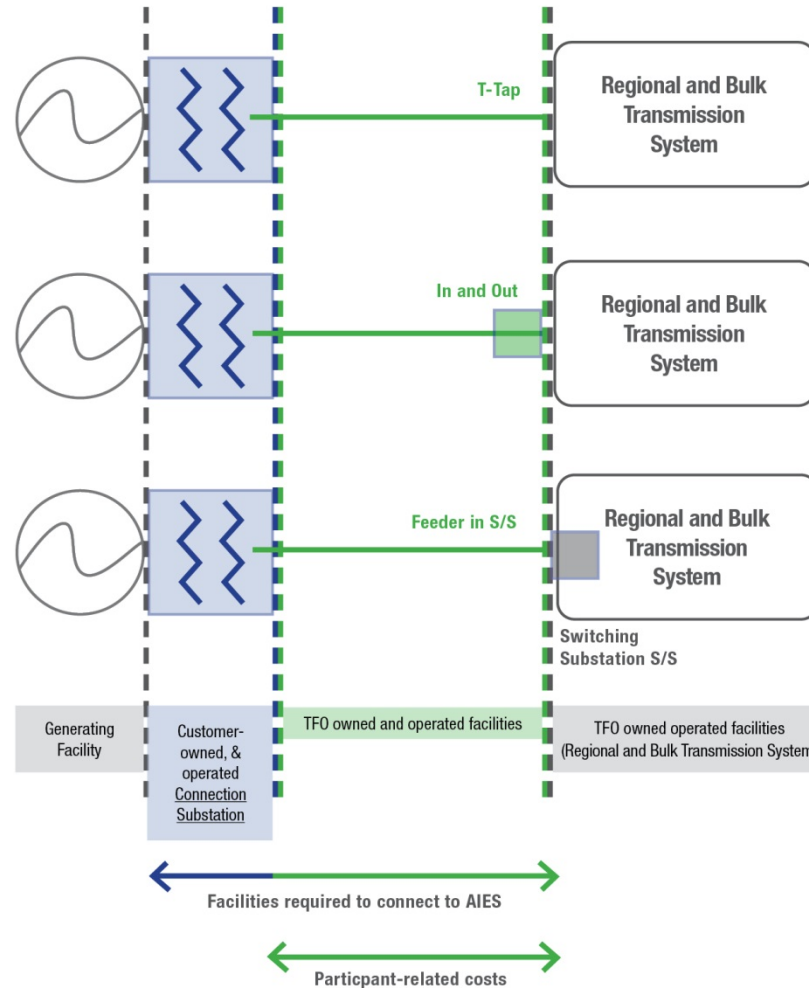 T-Tap
Regional and Bulk
Transmission
System
In and Out
Regional and Bulk
Transmission
System
Feeder in S/S
Regional and Bulk
Transmission
System
Switching
Substation S/S
Generating
Facility
Customer-
owned, &
operated
Connection
Substation
TFO owned and operated facilities
TFO owned operated facilities
(Regional and Bulk Transmission System
Facilities required to connect to AIES
Particpant-related costs